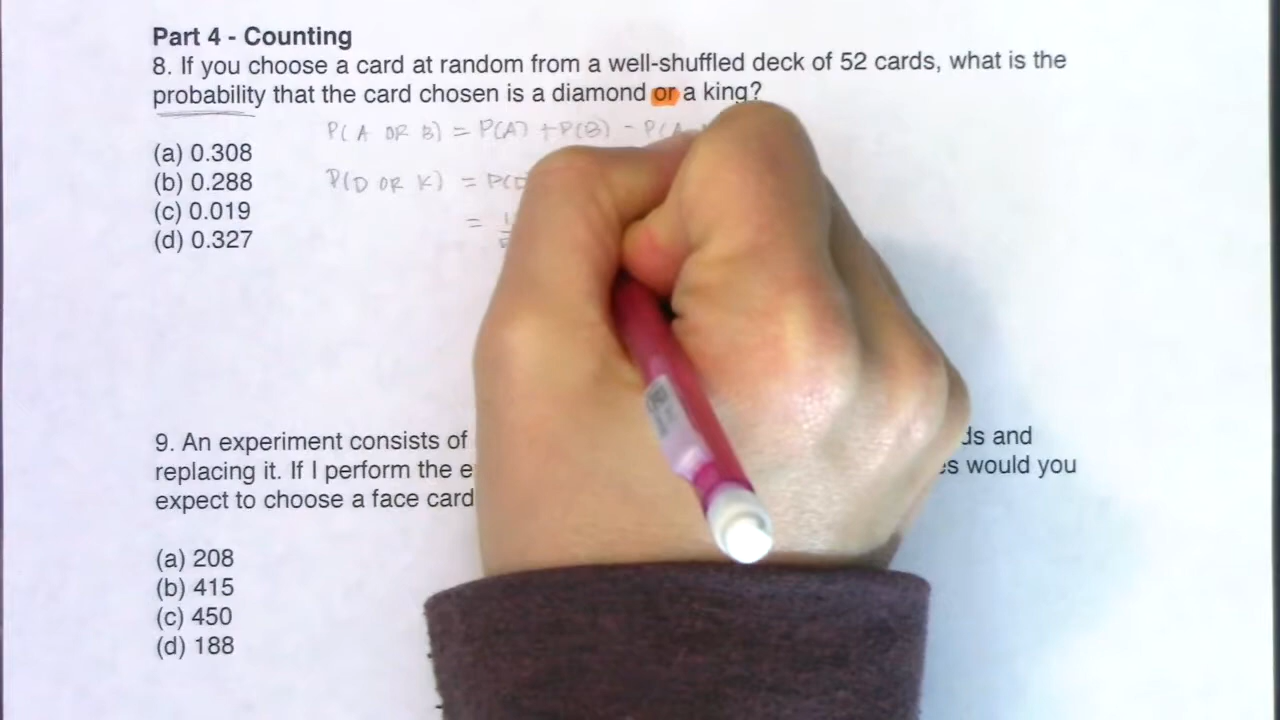 Part 4 - Counting
8. If you choose a card at random from a well-shuffled deck of 52 cards, what is the
probability that the card chosen is a diamond or a king?
P(A OR B) = P(A) + P(B) - P(A
(a) 0.308
(b) 0.288
P(D OR K) = P(D
(c) 0.019
=
(d) 0.327
9. An experiment consists of ds and
replacing it. If I perform the e es would you
expect to choose a face card
(a) 208
(b) 415
(c) 450
(d) 188